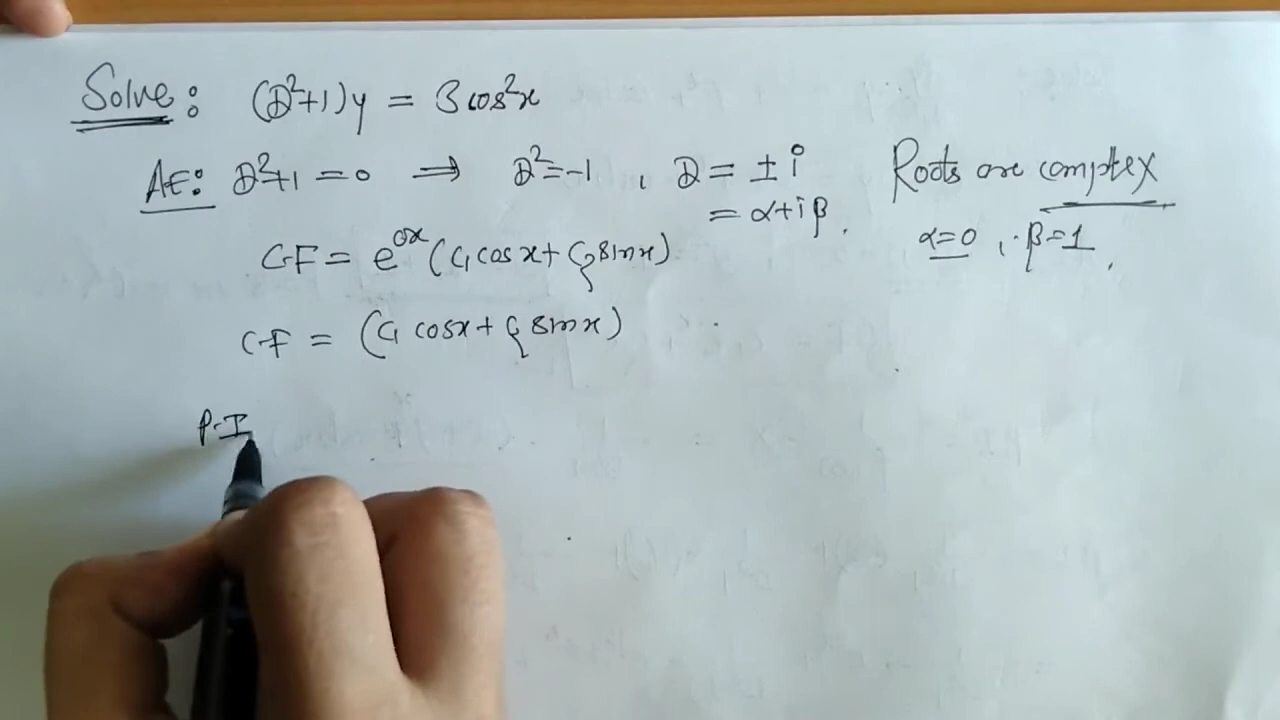 Solve: (D²+1)y = 3cos²x
AE: D²+1 = 0 ⟹ D²=-1 , D = ±i Roots are complex
= α+iβ. α=0 , β=1 ,
CF = e^{0x}(C₁cosx+C₂sinx)
CF = (C₁cosx+C₂sinx)
P.I